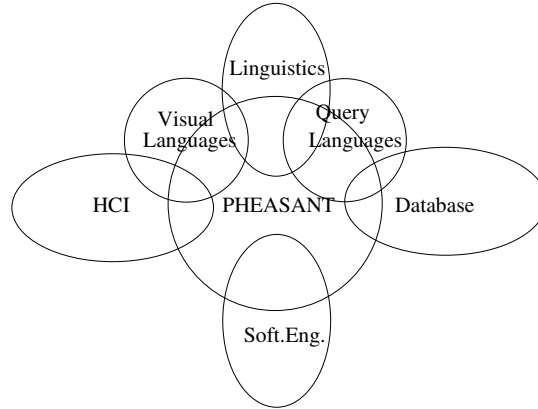 Linguistics
Visual
Languages
Query
Languages
HCI
PHEASANT
Database
Soft.Eng.